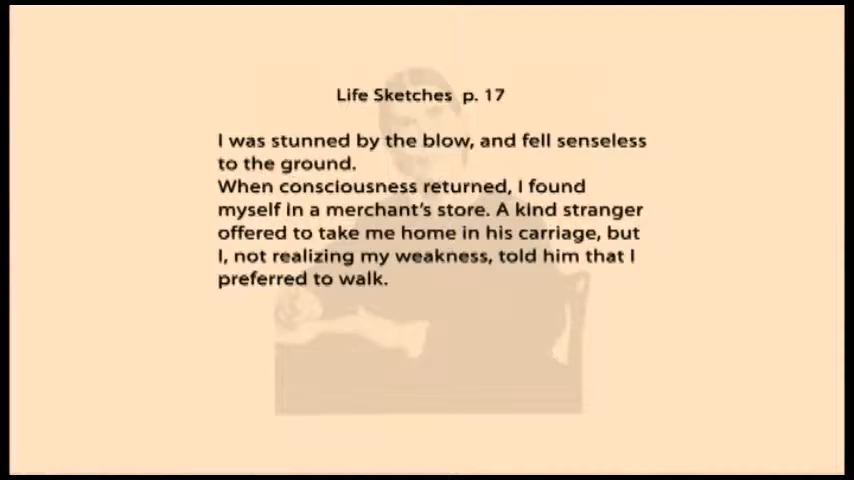 Life Sketches p. 17
I was stunned by the blow, and fell senseless
to the ground.
When consciousness returned, I found
myself in a merchant's store. A kind stranger
offered to take me home in his carriage, but
I, not realizing my weakness, told him that I
preferred to walk.